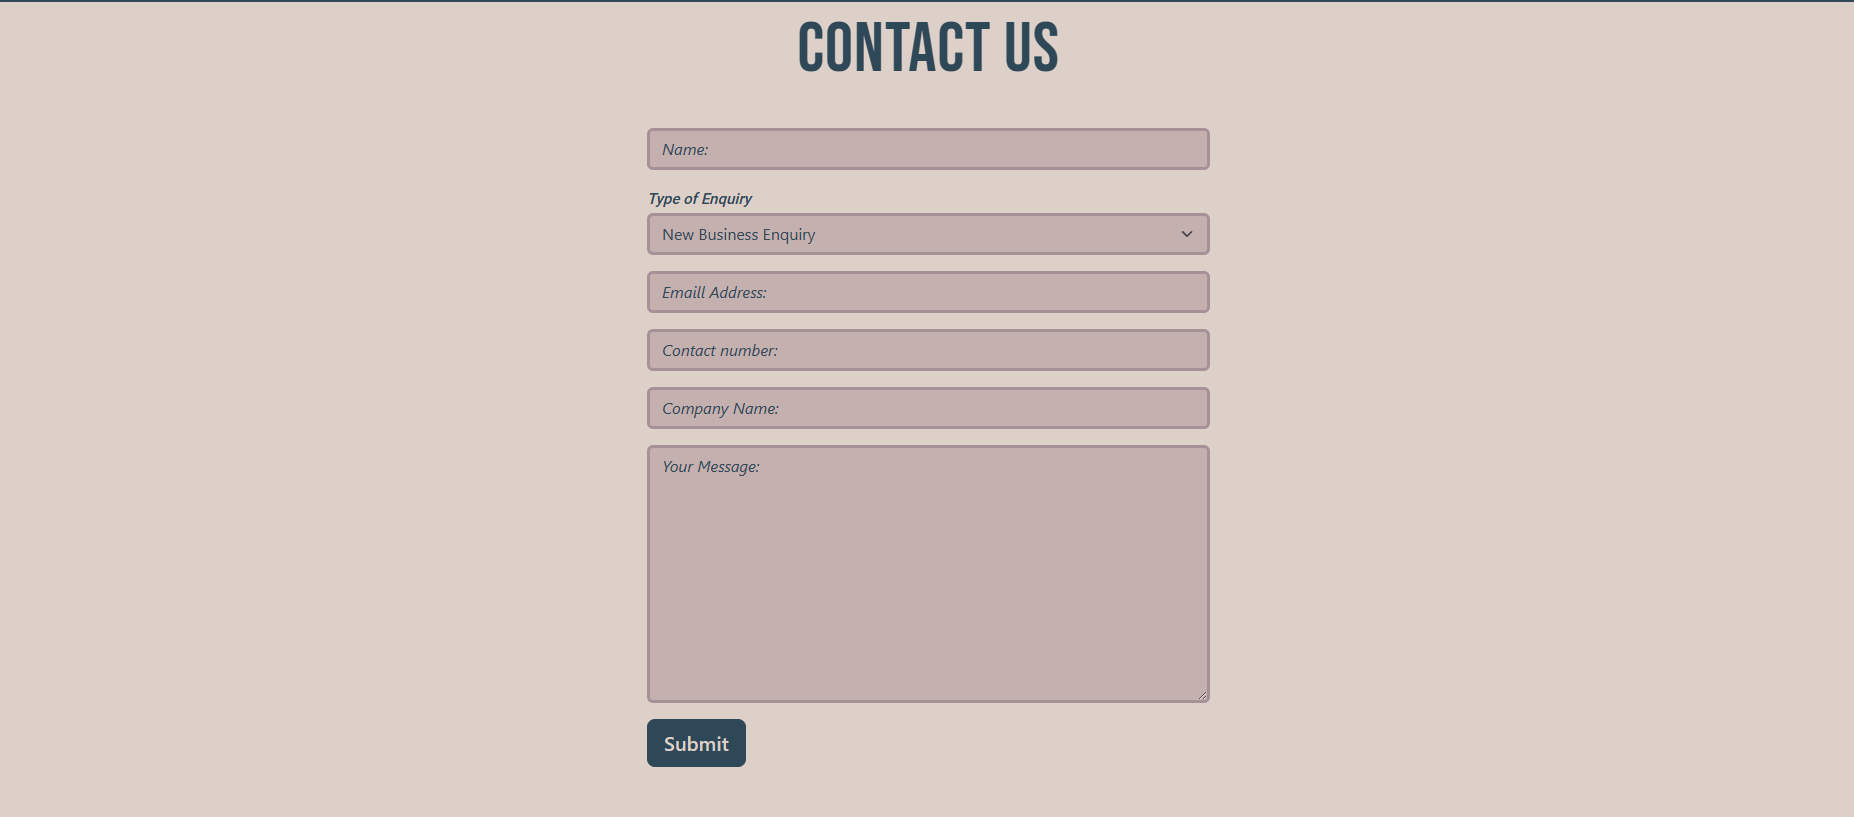 CONTACT US
Name:
Type of Enquiry
New Business Enquiry
Emaill Address:
Contact number:
Company Name:
Your Message:
Submit